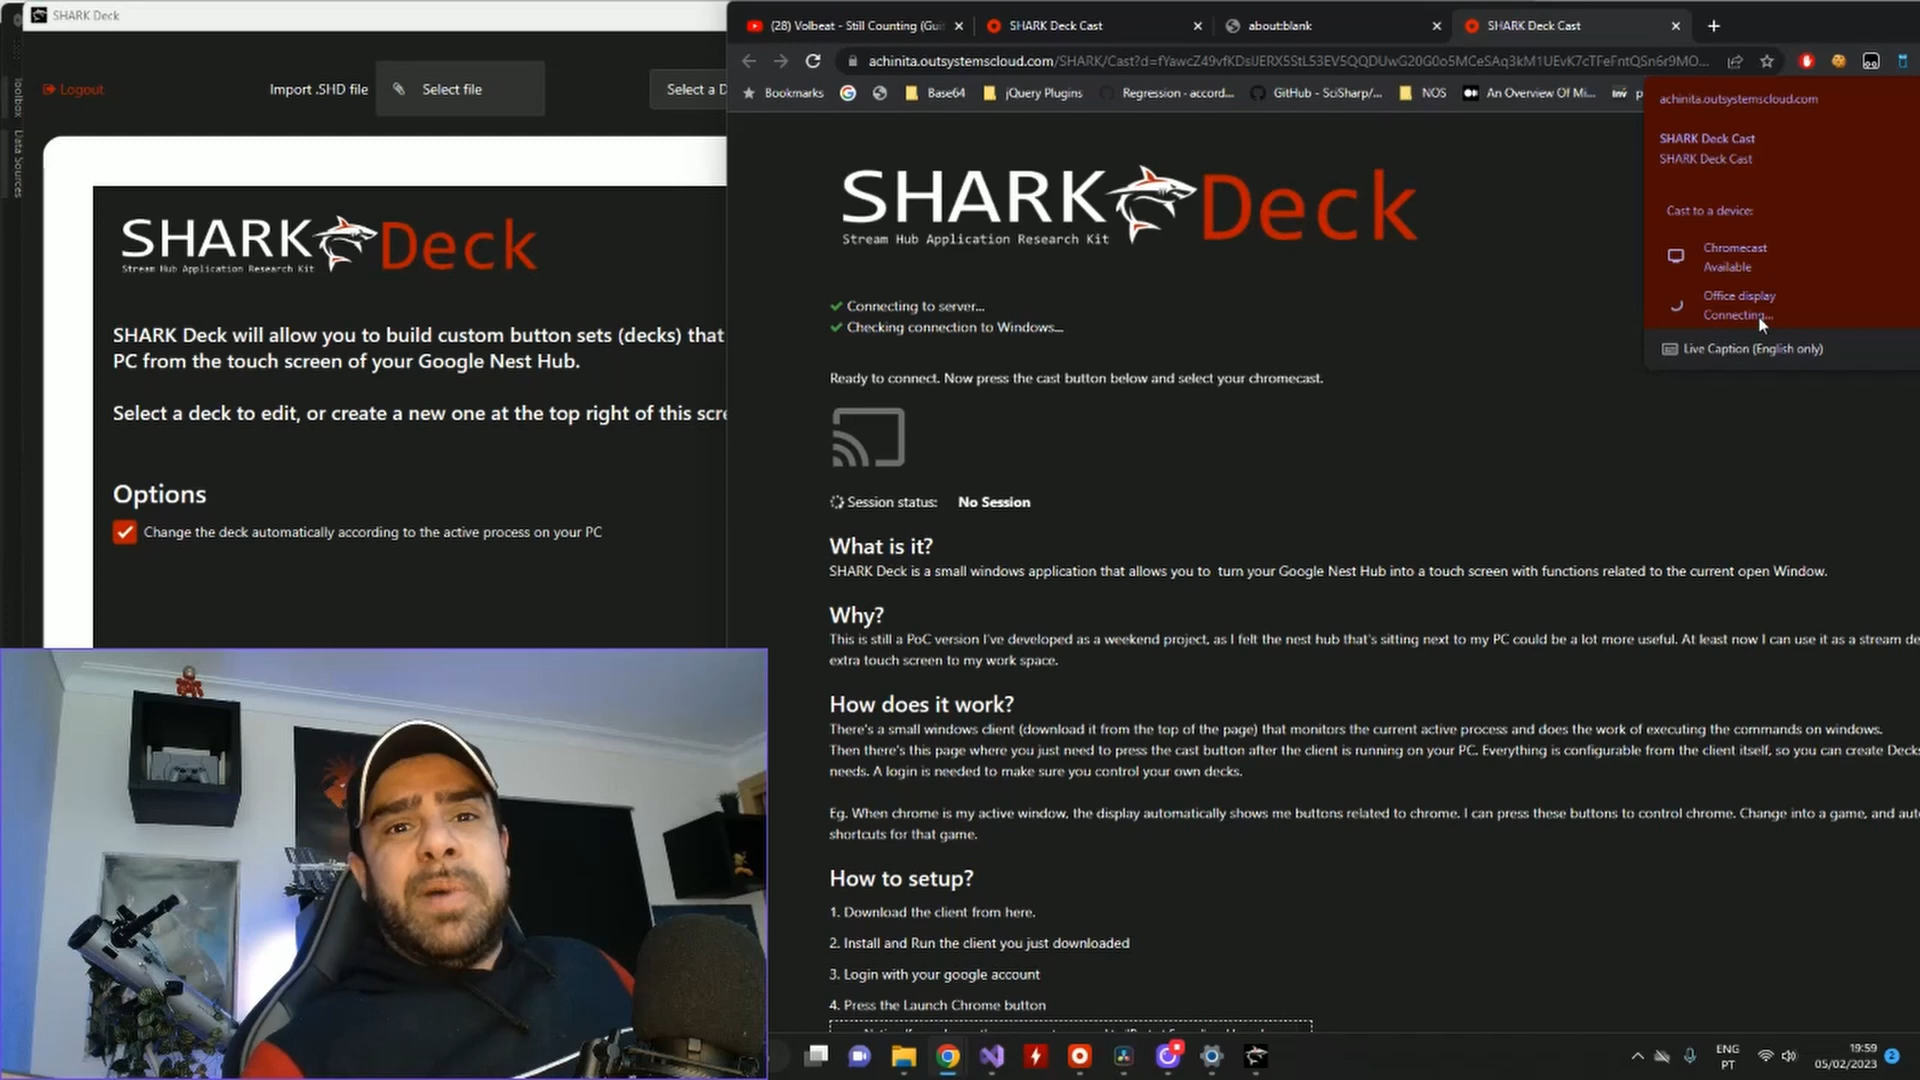 SHARK Deck
Logout
Import .SHD file
Select file
Select a D
Toolbox
Data Sources
SHARK Deck
Stream Hub Application Research Kit
SHARK Deck will allow you to build custom button sets (decks) that
PC from the touch screen of your Google Nest Hub.
Select a deck to edit, or create a new one at the top right of this scre
Options
Change the deck automatically according to the active process on your PC
(28) Volbeat - Still Counting (Gui
SHARK Deck Cast
about:blank
SHARK Deck Cast
Bookmarks
Base64
jQuery Plugins
Regression - accord...
GitHub - SciSharp/...
NOS
An Overview Of Mi...
inv
p
SHARK Deck
Stream Hub Application Research Kit
Connecting to server...
Checking connection to Windows...
Ready to connect. Now press the cast button below and select your chromecast.
Session status: No Session
What is it?
SHARK Deck is a small windows application that allows you to turn your Google Nest Hub into a touch screen with functions related to the current open Window.
Why?
This is still a PoC version I've developed as a weekend project, as I felt the nest hub that's sitting next to my PC could be a lot more useful. At least now I can use it as a stream de
extra touch screen to my work space.
How does it work?
There's a small windows client (download it from the top of the page) that monitors the current active process and does the work of executing the commands on windows.
Then there's this page where you just need to press the cast button after the client is running on your PC. Everything is configurable from the client itself, so you can create Decks
needs. A login is needed to make sure you control your own decks.
Eg. When chrome is my active window, the display automatically shows me buttons related to chrome. I can press these buttons to control chrome. Change into a game, and aut
shortcuts for that game.
How to setup?
1. Download the client from here.
2. Install and Run the client you just downloaded
3. Login with your google account
4. Press the Launch Chrome button
achinita.outsystemscloud.com
SHARK Deck Cast
SHARK Deck Cast
Cast to a device:
Chromecast
Available
Office display
Connecting...
Live Caption (English only)
ENG
PT
19:59
05/02/2023
2